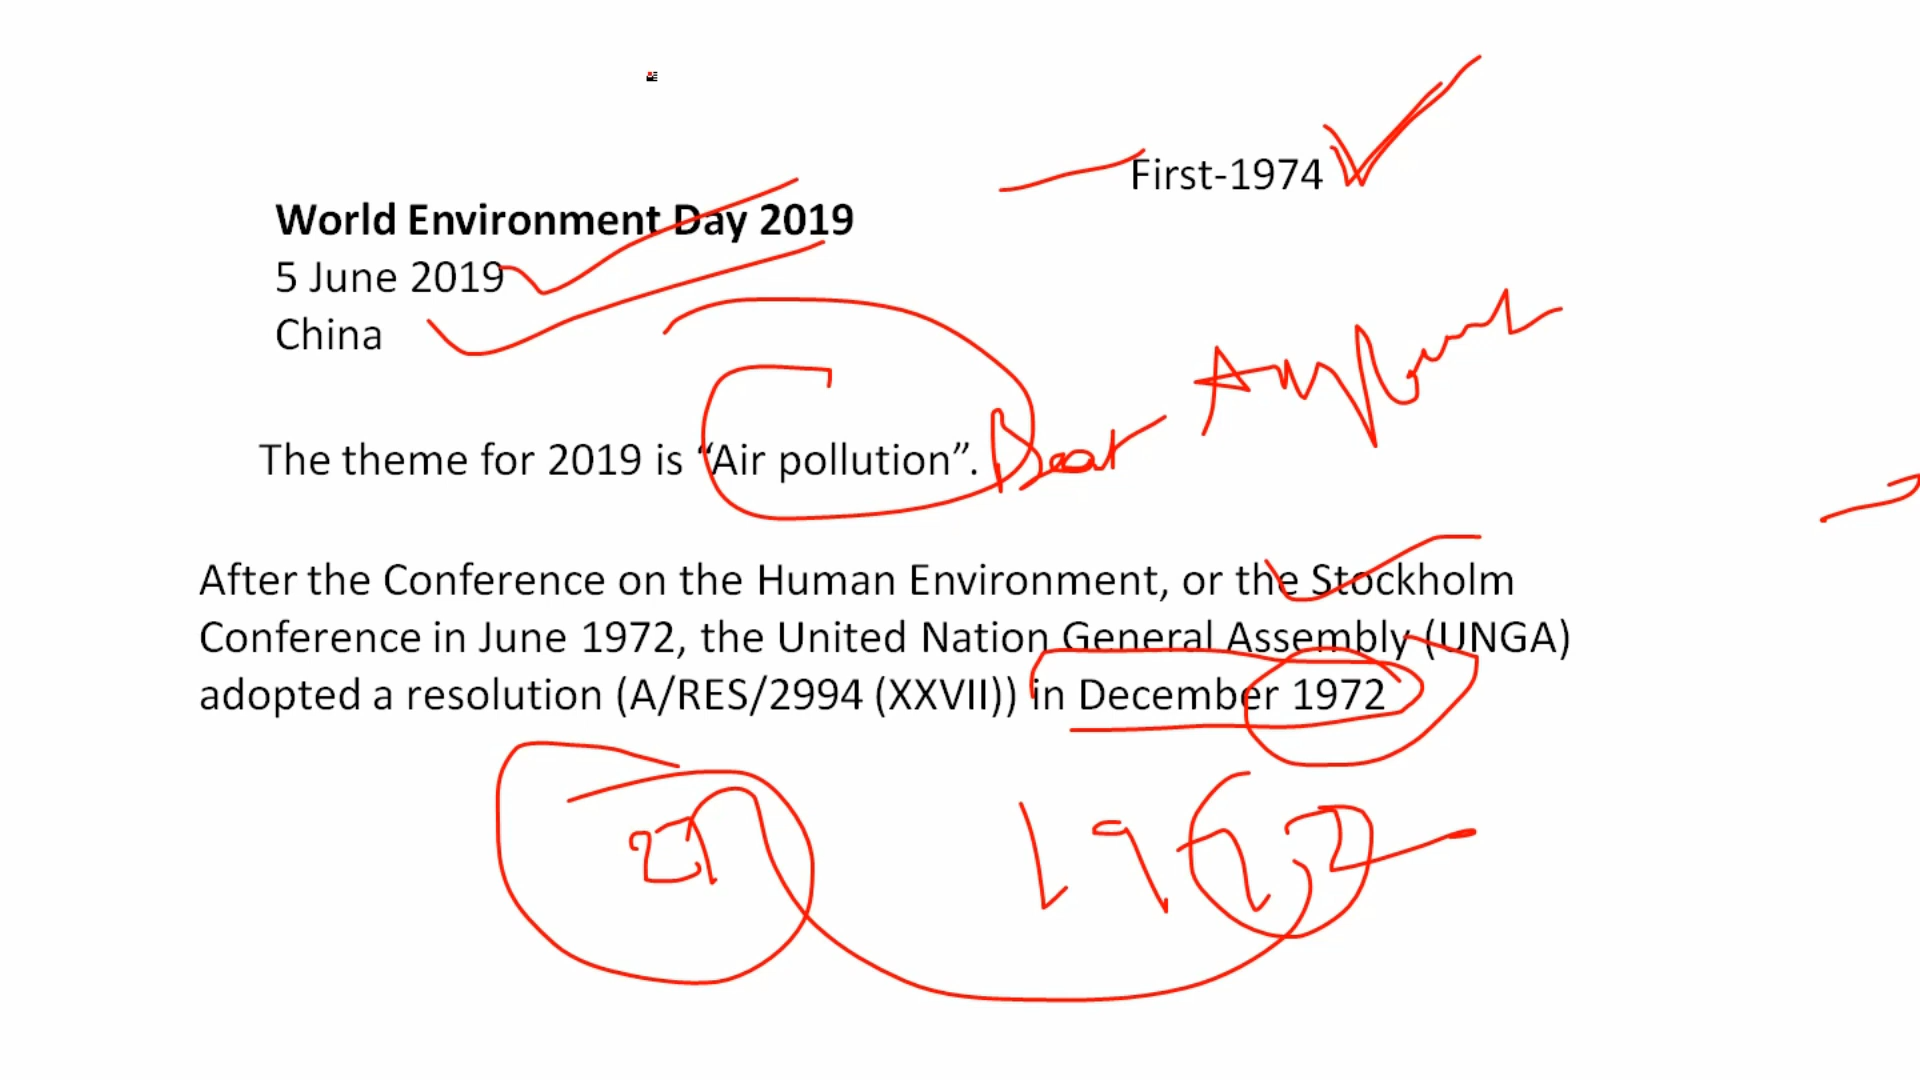 First-1974
World Environment Day 2019
5 June 2019
China
The theme for 2019 is “Air pollution”.
After the Conference on the Human Environment, or the Stockholm
Conference in June 1972, the United Nation General Assembly (UNGA)
adopted a resolution (A/RES/2994 (XXVII)) in December 1972
27 1972